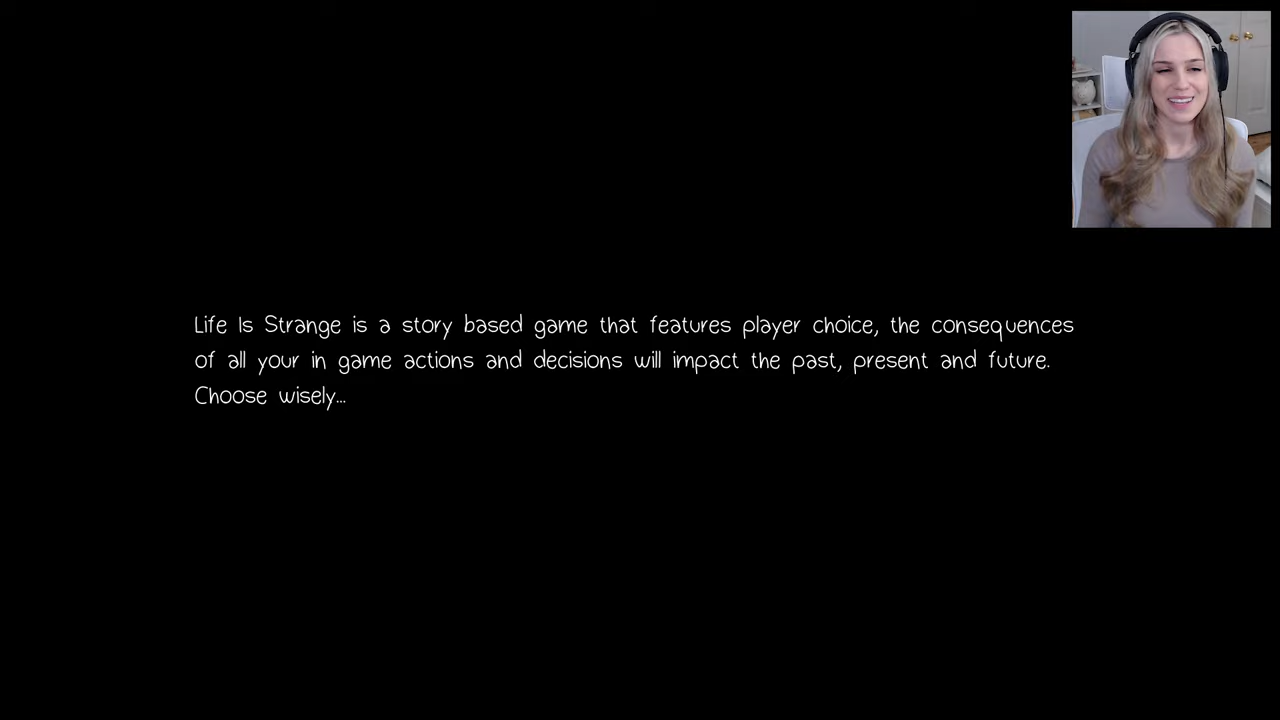 Life Is Strange is a story based game that features player choice, the consequences
of all your in game actions and decisions will impact the past, present and future.
Choose wisely...